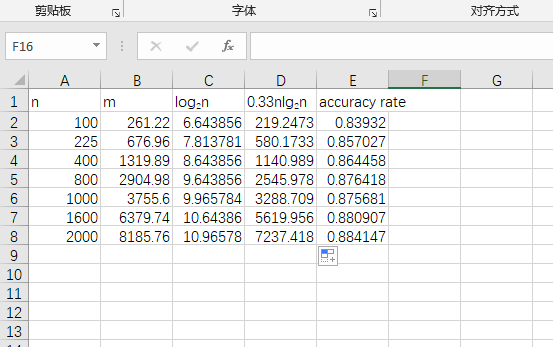 剪贴板 字体 对齐方式
F16 fx
A B C D E F G
1 n m log₂n 0.33nlg₂n accuracy rate
2 100 261.22 6.643856 219.2473 0.83932
3 225 676.96 7.813781 580.1733 0.857027
4 400 1319.89 8.643856 1140.989 0.864458
5 800 2904.98 9.643856 2545.978 0.876418
6 1000 3755.6 9.965784 3288.709 0.875681
7 1600 6379.74 10.64386 5619.956 0.880907
8 2000 8185.76 10.96578 7237.418 0.884147
9
10
11
12
13